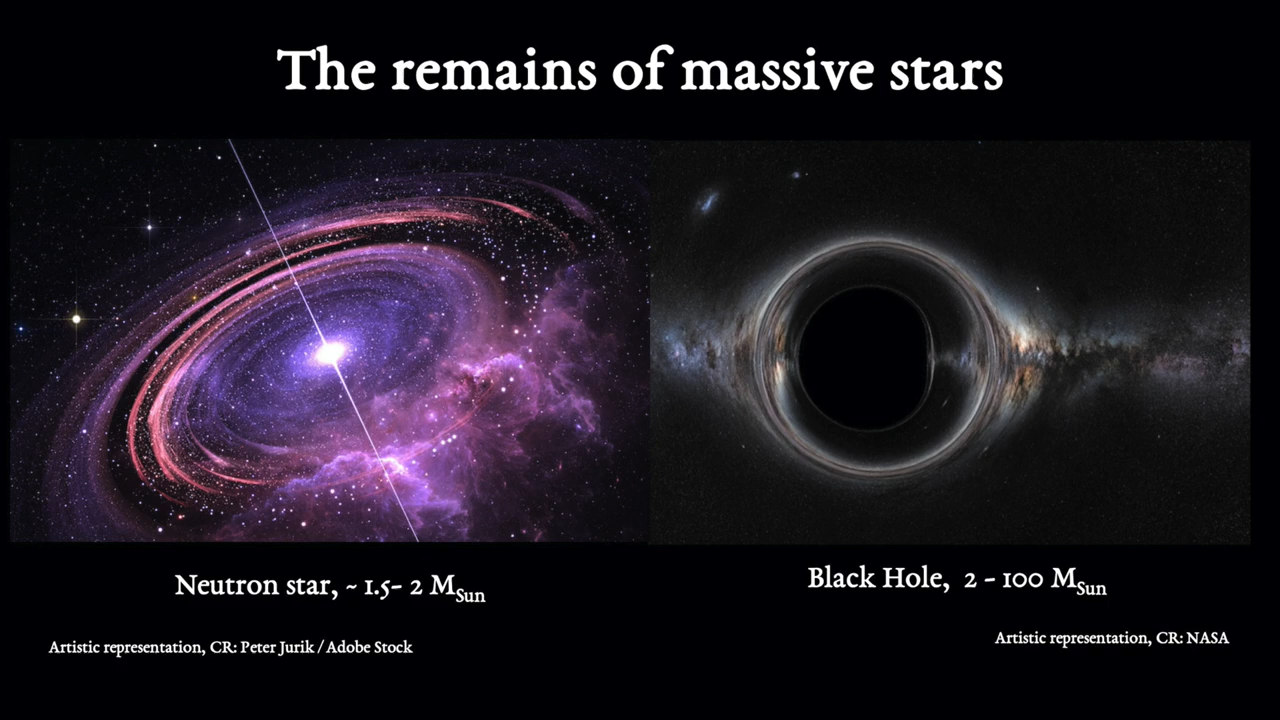 The remains of massive stars
Neutron star, ~ 1.5- 2 MSun
Black Hole,  2 - 100 MSun
Artistic representation, CR: Peter Jurik / Adobe Stock
Artistic representation, CR: NASA